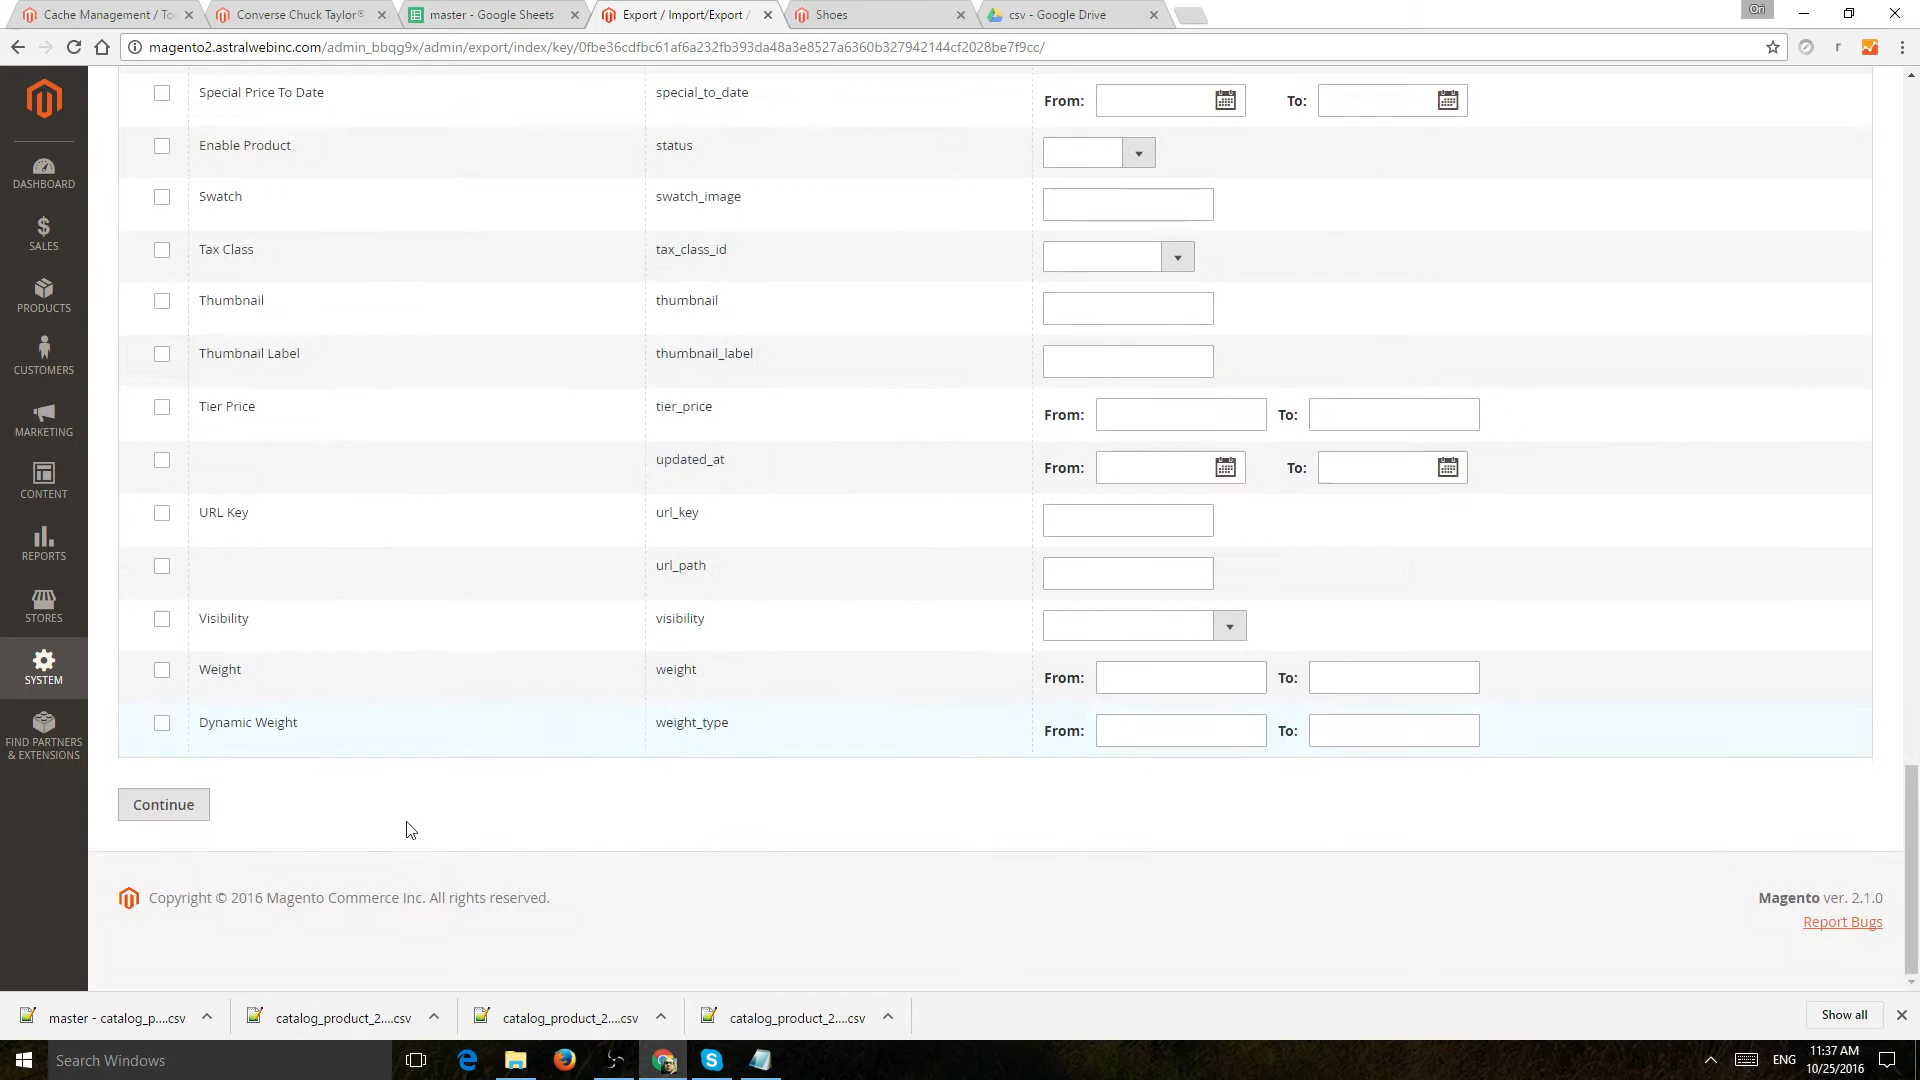 Cache Management / To
Converse Chuck Taylor®
master - Google Sheets
Export / Import/Export /
Shoes
csv - Google Drive
Ori
magento2.astralwebinc.com/admin_bbqg9x/admin/export/index/key/0fbe36cdfbc61af6a232fb393da48a3e8527a6360b327942144cf2028be7f9cc/
DASHBOARD
SALES
PRODUCTS
CUSTOMERS
MARKETING
CONTENT
REPORTS
STORES
SYSTEM
FIND PARTNERS
& EXTENSIONS
Special Price To Date special_to_date From: To:
Enable Product status
Swatch swatch_image
Tax Class tax_class_id
Thumbnail thumbnail
Thumbnail Label thumbnail_label
Tier Price tier_price From: To:
updated_at From: To:
URL Key url_key
url_path
Visibility visibility
Weight weight From: To:
Dynamic Weight weight_type From: To:
Continue
Copyright © 2016 Magento Commerce Inc. All rights reserved.
Magento ver. 2.1.0
Report Bugs
master - catalog_p....csv
catalog_product_2....csv
catalog_product_2....csv
catalog_product_2....csv
Show all
Search Windows
ENG
11:37 AM
10/25/2016